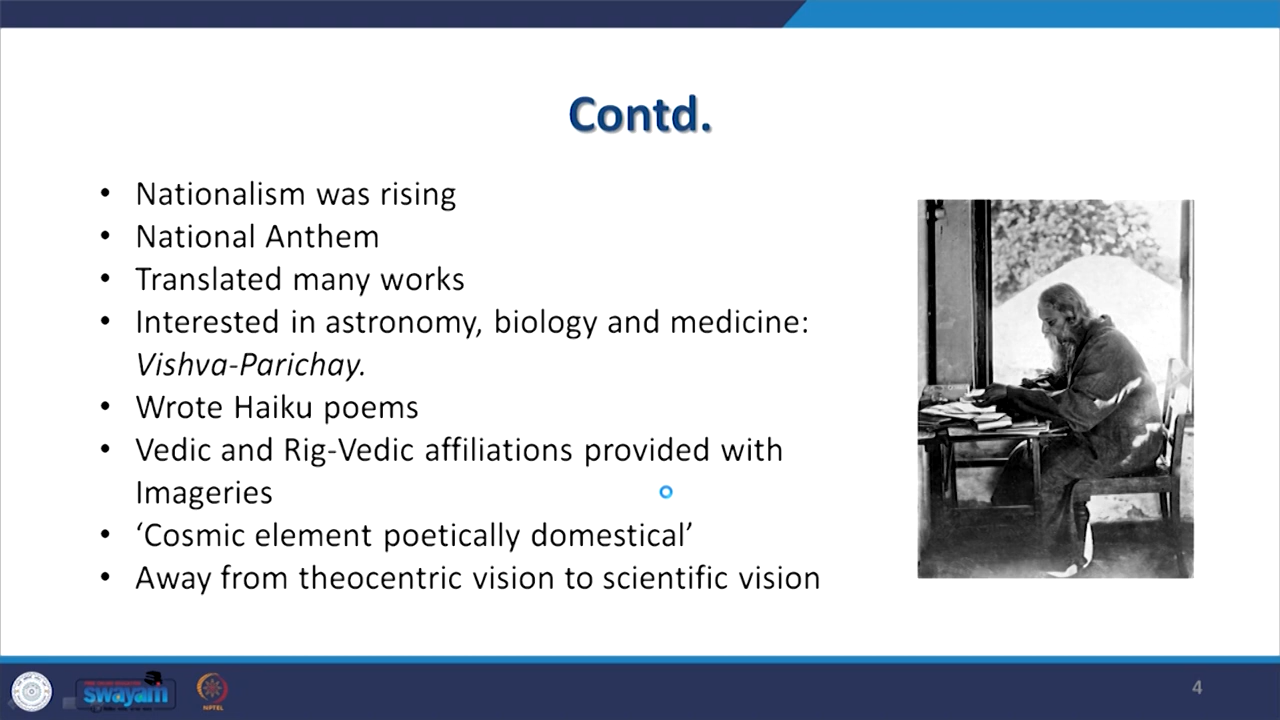 Contd.
• Nationalism was rising
• National Anthem
• Translated many works
• Interested in astronomy, biology and medicine:
Vishva-Parichay.
• Wrote Haiku poems
• Vedic and Rig-Vedic affiliations provided with
Imageries
• ‘Cosmic element poetically domestical’
• Away from theocentric vision to scientific vision
swayam
NPTEL
4